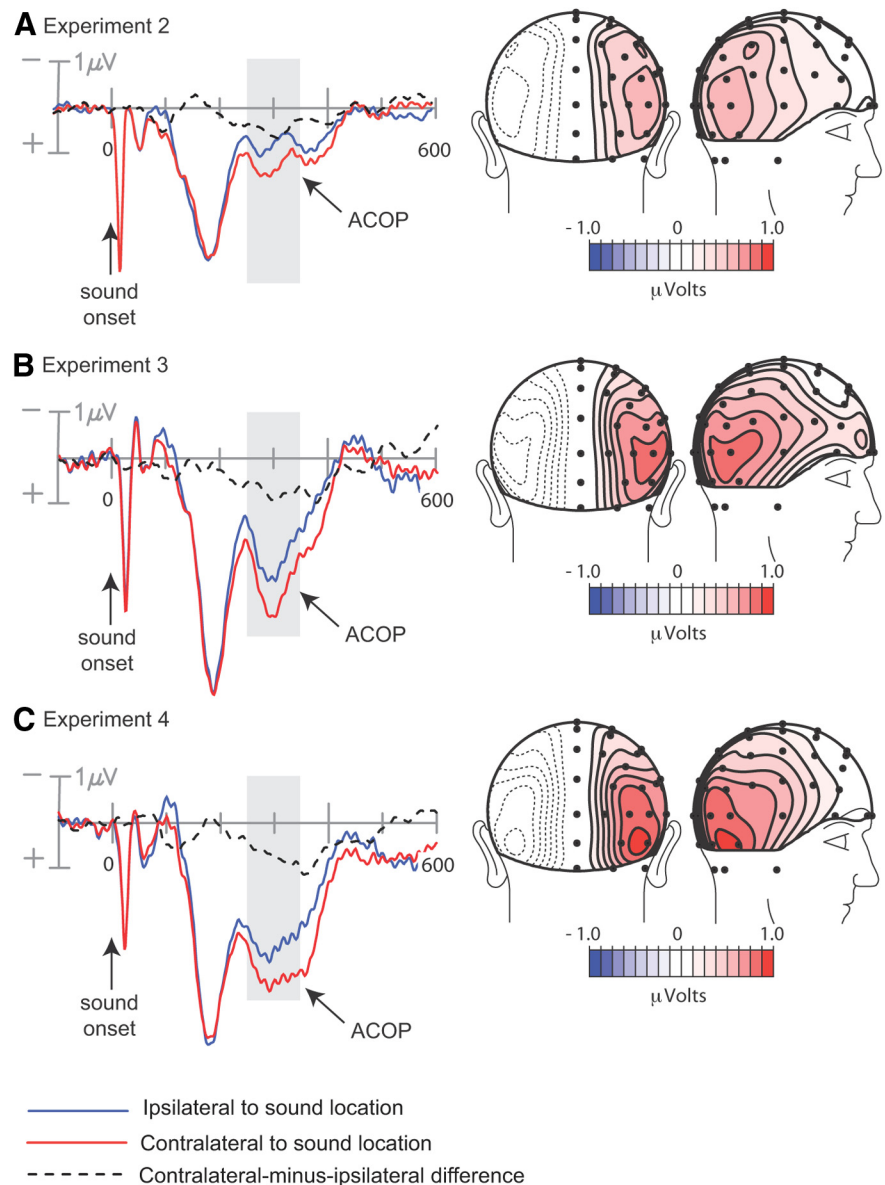 A Experiment 2
− 1μV
+
0
600
ACOP
sound
onset
- 1.0 0 1.0
μVolts
B Experiment 3
− 1μV
+
0
600
ACOP
sound
onset
- 1.0 0 1.0
μVolts
C Experiment 4
− 1μV
+
0
600
ACOP
sound
onset
- 1.0 0 1.0
μVolts
Ipsilateral to sound location
Contralateral to sound location
Contralateral-minus-ipsilateral difference